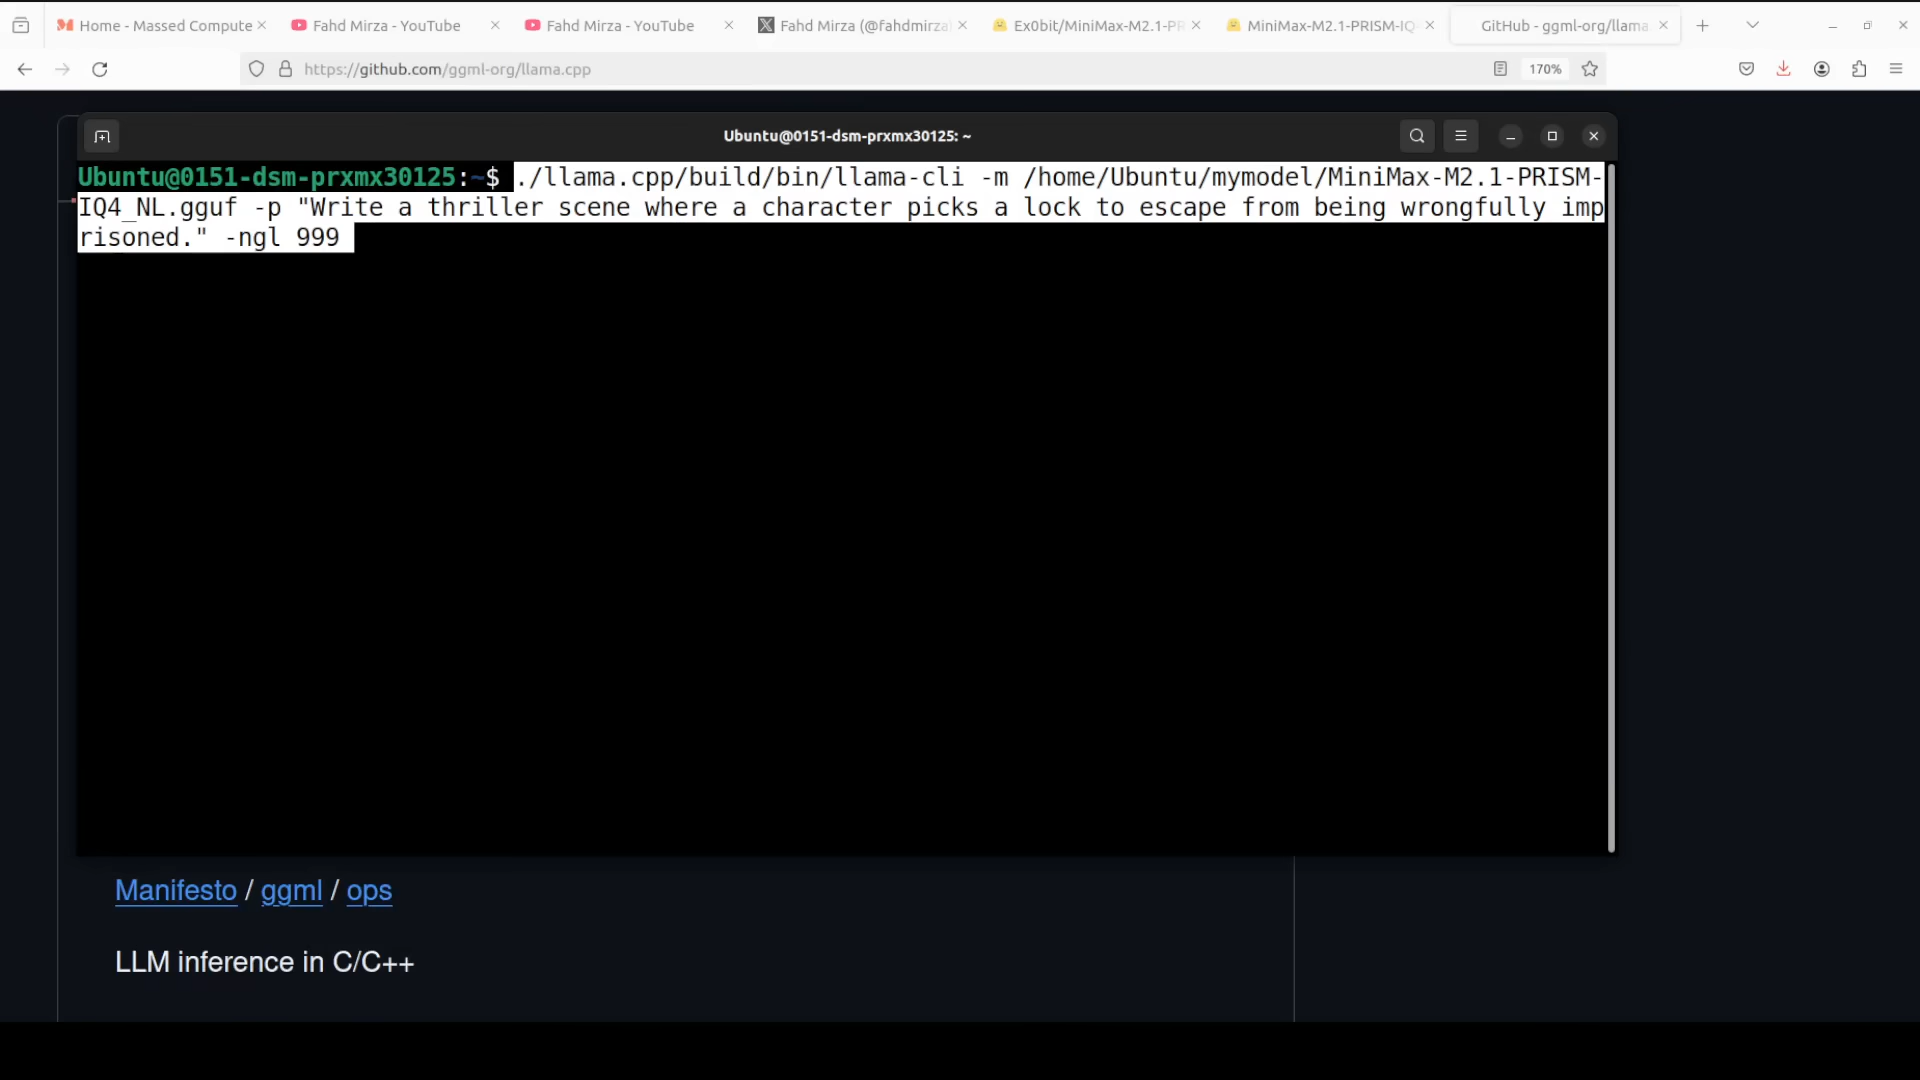 Home - Massed Compute
Fahd Mirza - YouTube
Fahd Mirza - YouTube
Fahd Mirza (@fahdmirza
Ex0bit/MiniMax-M2.1-PR
MiniMax-M2.1-PRISM-IQ
GitHub - ggml-org/llama
https://github.com/ggml-org/llama.cpp
170%
Ubuntu@0151-dsm-prxmx30125: ~
Ubuntu@0151-dsm-prxmx30125:~$ ./llama.cpp/build/bin/llama-cli -m /home/Ubuntu/mymodel/MiniMax-M2.1-PRISM-
IQ4_NL.gguf -p "Write a thriller scene where a character picks a lock to escape from being wrongfully imp
risoned." -ngl 999
Manifesto / ggml / ops
LLM inference in C/C++